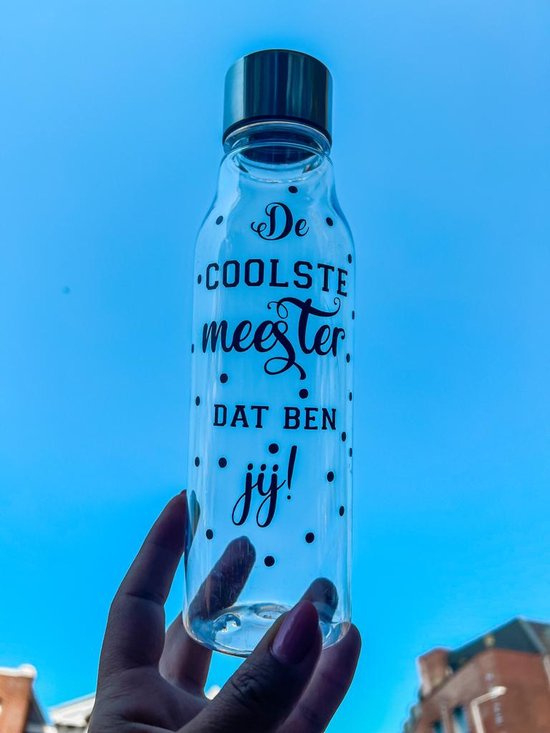 De
COOLSTE
meester
DAT BEN
jij!